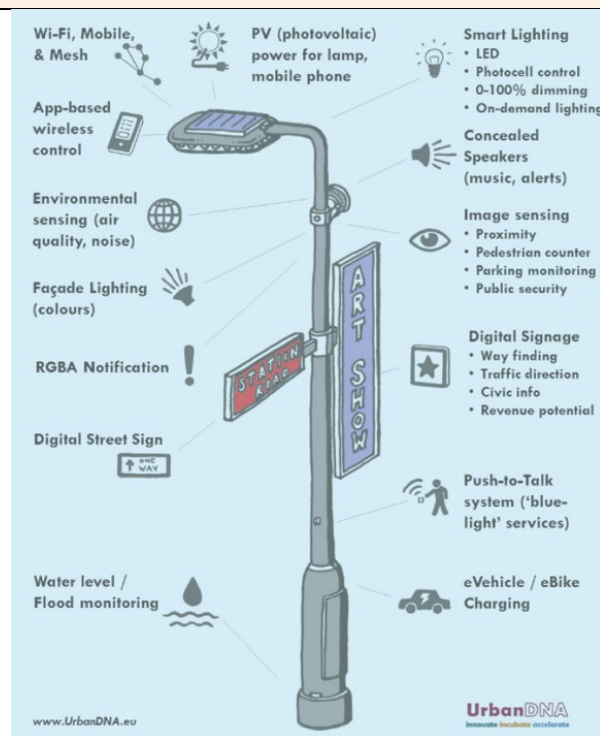 Wi-Fi, Mobile,
& Mesh
PV (photovoltaic)
power for lamp,
mobile phone
Smart Lighting
• LED
• Photocell control
• 0-100% dimming
• On-demand lighting
App-based
wireless
control
Concealed
Speakers
(music, alerts)
Environmental
sensing (air
quality, noise)
Image sensing
• Proximity
• Pedestrian counter
• Parking monitoring
• Public security
Façade Lighting
(colours)
ART SHOW
RGBA Notification
STATION
ROAD
Digital Signage
• Way finding
• Traffic direction
• Civic info
• Revenue potential
Digital Street Sign
ONE
WAY
Push-to-Talk
system (‘blue-
light’ services)
Water level /
Flood monitoring
eVehicle / eBike
Charging
www.UrbanDNA.eu
UrbanDNA
innovate incubate accelerate